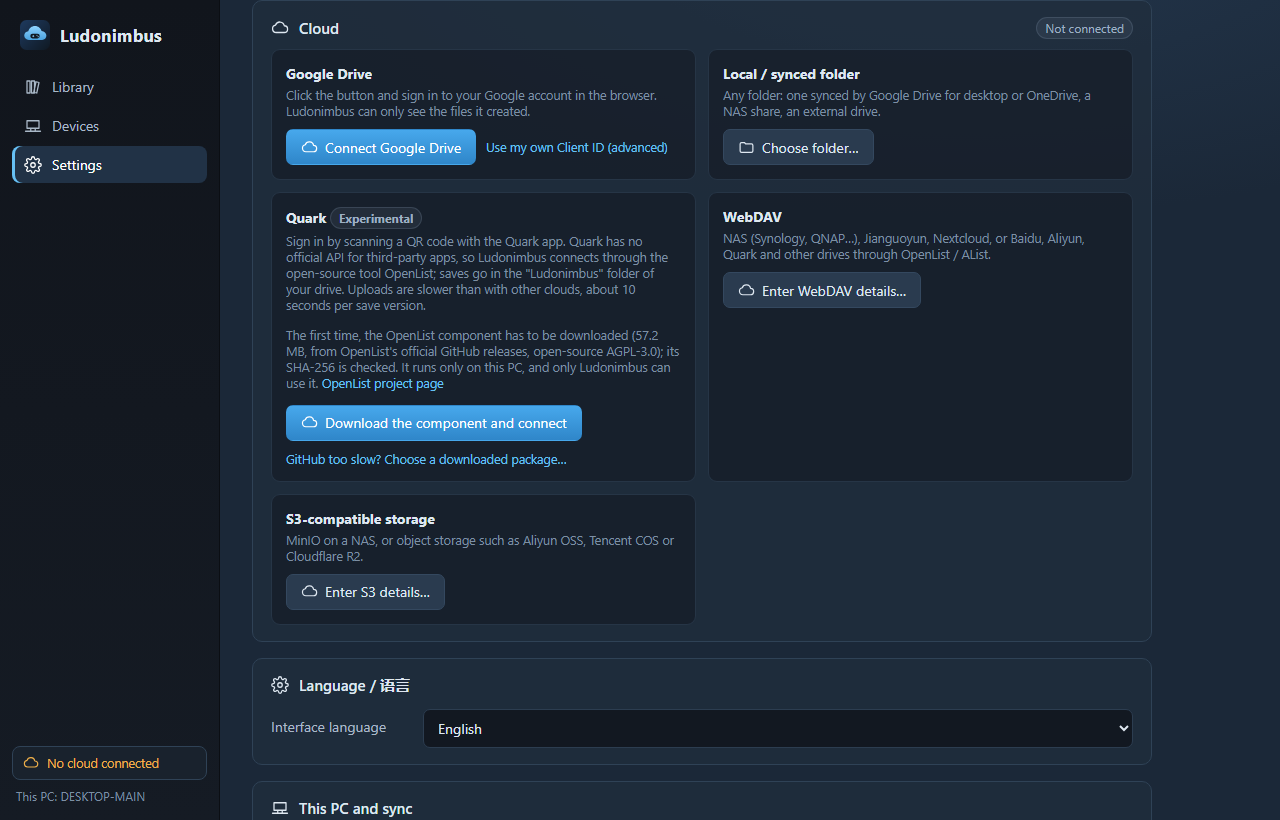 Ludonimbus
Library
Devices
Settings
No cloud connected
This PC: DESKTOP-MAIN
Cloud
Not connected
Google Drive
Click the button and sign in to your Google account in the browser.
Ludonimbus can only see the files it created.
Connect Google Drive
Use my own Client ID (advanced)
Local / synced folder
Any folder: one synced by Google Drive for desktop or OneDrive, a
NAS share, an external drive.
Choose folder...
Quark Experimental
Sign in by scanning a QR code with the Quark app. Quark has no
official API for third-party apps, so Ludonimbus connects through the
open-source tool OpenList; saves go in the "Ludonimbus" folder of
your drive. Uploads are slower than with other clouds, about 10
seconds per save version.
The first time, the OpenList component has to be downloaded (57.2
MB, from OpenList's official GitHub releases, open-source AGPL-3.0); its
SHA-256 is checked. It runs only on this PC, and only Ludonimbus can
use it. OpenList project page
Download the component and connect
GitHub too slow? Choose a downloaded package...
WebDAV
NAS (Synology, QNAP...), Jianguoyun, Nextcloud, or Baidu, Aliyun,
Quark and other drives through OpenList / AList.
Enter WebDAV details...
S3-compatible storage
MinIO on a NAS, or object storage such as Aliyun OSS, Tencent COS or
Cloudflare R2.
Enter S3 details...
Language / 语言
Interface language
English
This PC and sync